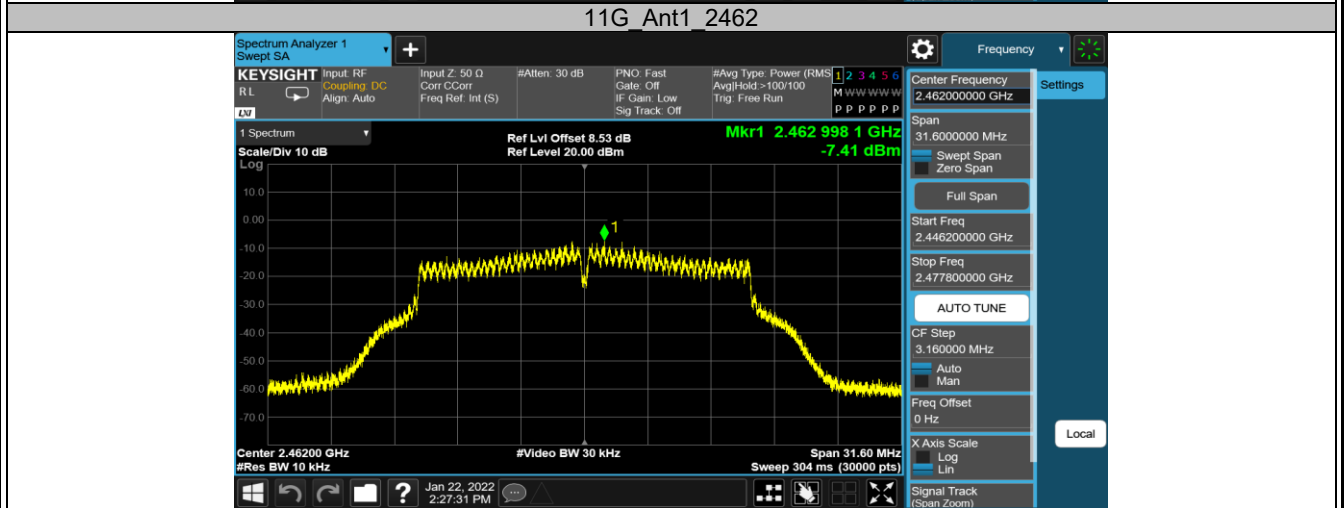 11G_Ant1_2462
Spectrum Analyzer 1
Swept SA
+
Frequency
KEYSIGHT
RL
LXI
Input: RF
Coupling: DC
Align: Auto
Input Z: 50 Ω
Corr CCorr
Freq Ref: Int (S)
#Atten: 30 dB
PNO: Fast
Gate: Off
IF Gain: Low
Sig Track: Off
#Avg Type: Power (RMS
Avg|Hold:>100/100
Trig: Free Run
1 2 3 4 5 6
M W W W W W
P P P P P P
Center Frequency
2.462000000 GHz
Settings
Span
31.6000000 MHz
Swept Span
Zero Span
Full Span
Start Freq
2.446200000 GHz
Stop Freq
2.477800000 GHz
AUTO TUNE
CF Step
3.160000 MHz
Auto
Man
Freq Offset
0 Hz
X Axis Scale
Log
Lin
Local
Signal Track
(Span Zoom)
1 Spectrum
Scale/Div 10 dB
Log
Ref Lvl Offset 8.53 dB
Ref Level 20.00 dBm
Mkr1 2.462 998 1 GHz
-7.41 dBm
10.0
0.00
-10.0
-20.0
-30.0
-40.0
-50.0
-60.0
-70.0
1
Center 2.46200 GHz
#Res BW 10 kHz
#Video BW 30 kHz
Span 31.60 MHz
Sweep 304 ms (30000 pts)
?
Jan 22, 2022
2:27:31 PM